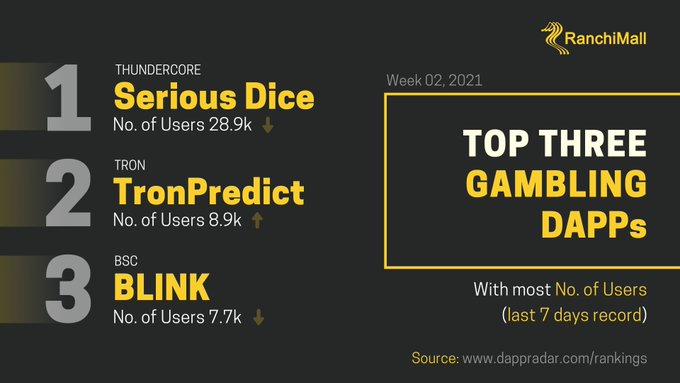 RanchiMall
Week 02, 2021
TOP THREE
GAMBLING
DAPPs
With most No. of Users
(last 7 days record)
1
THUNDERCORE
Serious Dice
No. of Users 28.9k
2
TRON
TronPredict
No. of Users 8.9k
3
BSC
BLINK
No. of Users 7.7k
Source: www.dappradar.com/rankings